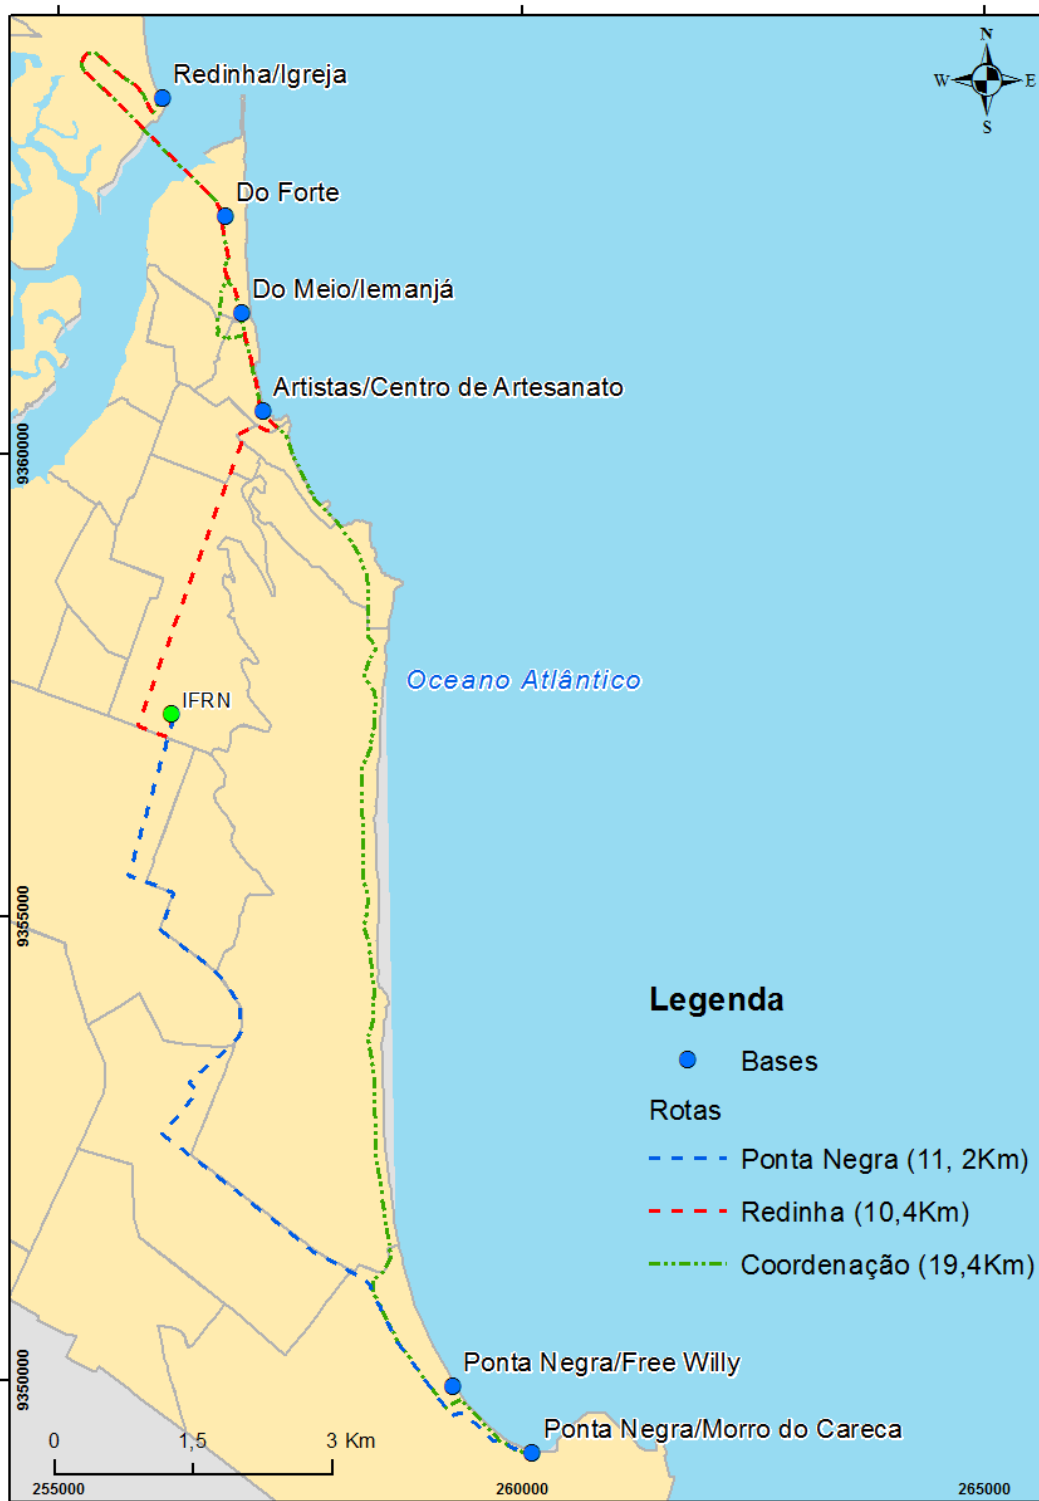 N
W
E
S
Redinha/Igreja
Do Forte
Do Meio/Iemanjá
Artistas/Centro de Artesanato
9360000
Oceano Atlântico
IFRN
9355000
Legenda
Bases
Rotas
Ponta Negra (11, 2Km)
Redinha (10,4Km)
Coordenação (19,4Km)
Ponta Negra/Free Willy
9350000
Ponta Negra/Morro do Careca
0 1,5 3 Km
255000 260000 265000